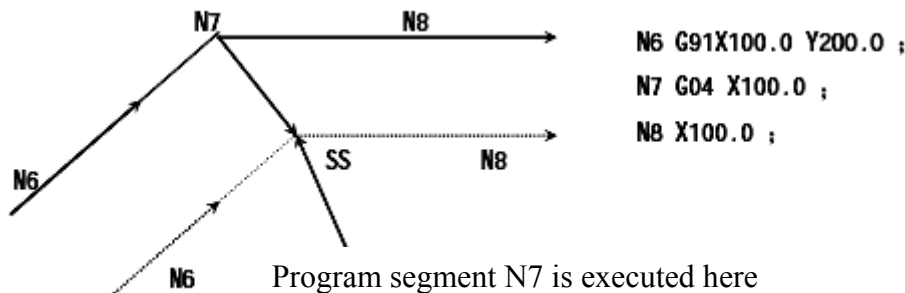 N7
N8
N6 G91X100.0 Y200.0 ;
N7 G04 X100.0 ;
N8 X100.0 ;
SS
N8
N6
N6
Program segment N7 is executed here